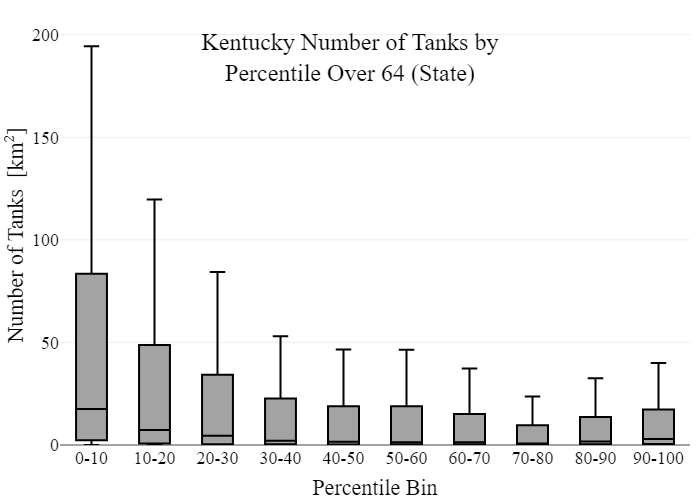 Kentucky Number of Tanks by
Percentile Over 64 (State)
Number of Tanks [km²]
200
150
100
50
0
0-10 10-20 20-30 30-40 40-50 50-60 60-70 70-80 80-90 90-100
Percentile Bin